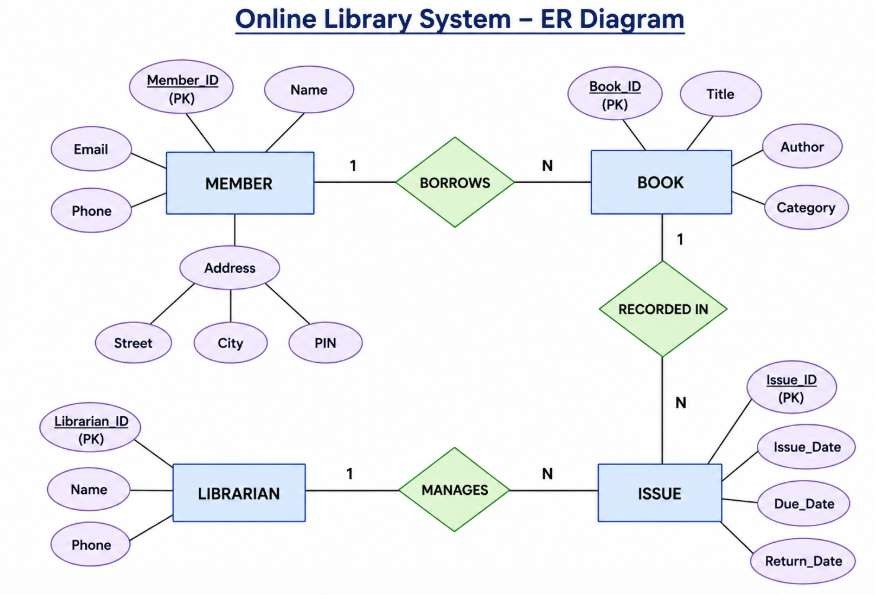 Online Library System – ER Diagram
Member_ID
(PK)
Name
Email
Phone
MEMBER
1
BORROWS
N
Book_ID
(PK)
Title
Author
Category
BOOK
Address
Street
City
PIN
1
RECORDED IN
N
Librarian_ID
(PK)
Name
Phone
LIBRARIAN
1
MANAGES
N
ISSUE
Issue_ID
(PK)
Issue_Date
Due_Date
Return_Date